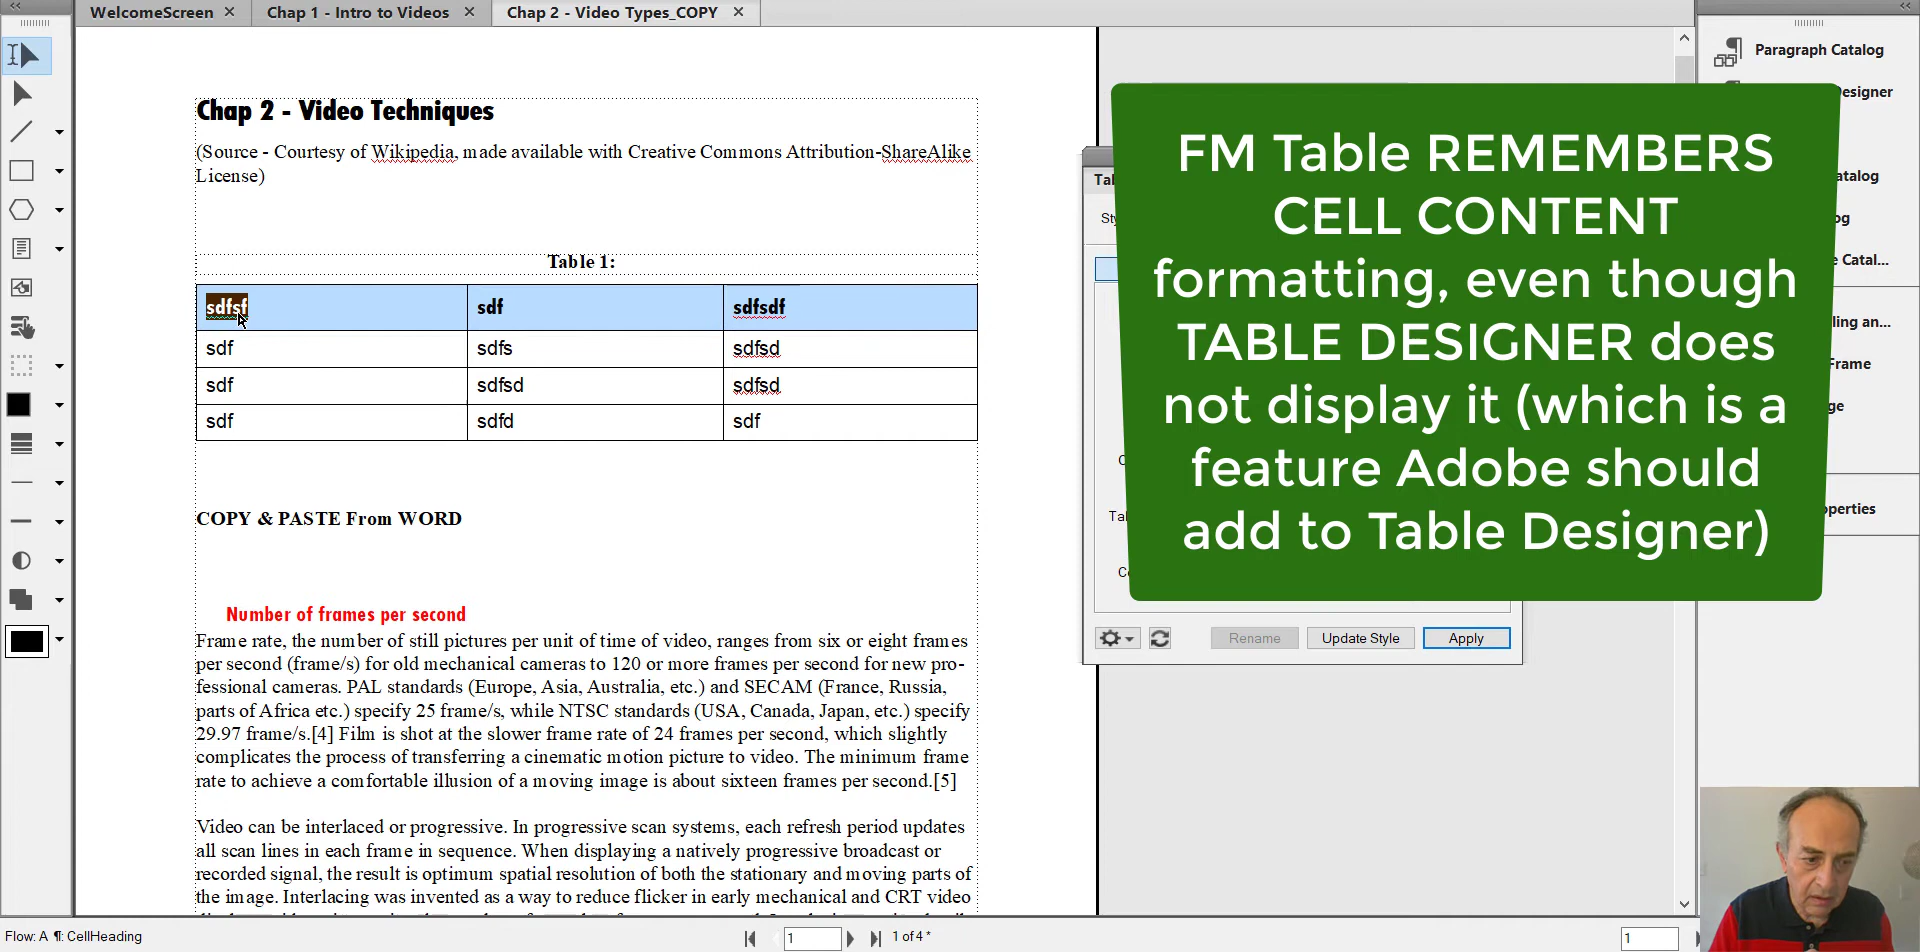 WelcomeScreen
Chap 1 - Intro to Videos
Chap 2 - Video Types_COPY
Chap 2 - Video Techniques
(Source - Courtesy of Wikipedia, made available with Creative Commons Attribution-ShareAlike
License)
Table 1:
sdfsf sdf sdfsdf
sdf sdfs sdfsd
sdf sdfsd sdfsd
sdf sdfd sdf
COPY & PASTE From WORD
Number of frames per second
Frame rate, the number of still pictures per unit of time of video, ranges from six or eight frames
per second (frame/s) for old mechanical cameras to 120 or more frames per second for new pro-
fessional cameras. PAL standards (Europe, Asia, Australia, etc.) and SECAM (France, Russia,
parts of Africa etc.) specify 25 frame/s, while NTSC standards (USA, Canada, Japan, etc.) specify
29.97 frame/s.[4] Film is shot at the slower frame rate of 24 frames per second, which slightly
complicates the process of transferring a cinematic motion picture to video. The minimum frame
rate to achieve a comfortable illusion of a moving image is about sixteen frames per second.[5]
Video can be interlaced or progressive. In progressive scan systems, each refresh period updates
all scan lines in each frame in sequence. When displaying a natively progressive broadcast or
recorded signal, the result is optimum spatial resolution of both the stationary and moving parts of
the image. Interlacing was invented as a way to reduce flicker in early mechanical and CRT video
FM Table REMEMBERS
CELL CONTENT
formatting, even though
TABLE DESIGNER does
not display it (which is a
feature Adobe should
add to Table Designer)
Rename
Update Style
Apply
Paragraph Catalog
Flow: A ¶: CellHeading
1
1 of 4 *
1